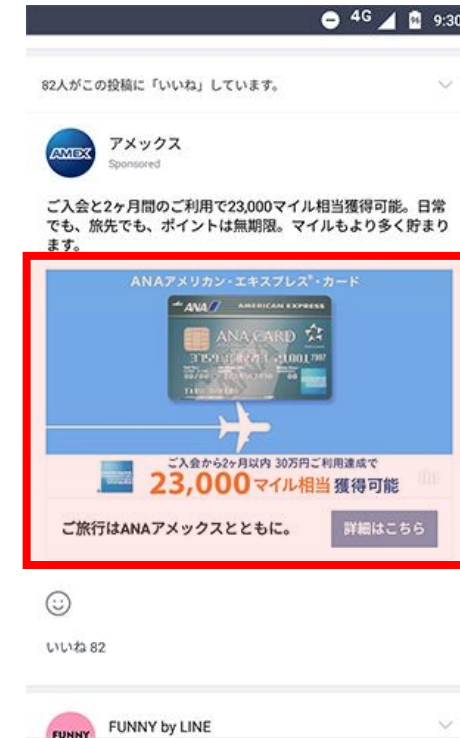 4G 96 9:30
82人がこの投稿に「いいね」しています。
AMEX
アメックス
Sponsored
ご入会と2ヶ月間のご利用で23,000マイル相当獲得可能。日常
でも、旅先でも、ポイントは無期限。マイルもより多く貯まり
ます。
ANAアメリカン・エキスプレス®・カード
ANA AMERICAN EXPRESS
ANA CARD
ご入会から2ヶ月以内 30万円ご利用達成で
23,000マイル相当 獲得可能
ご旅行はANAアメックスとともに。
詳細はこちら
いいね 82
FUNNY
FUNNY by LINE